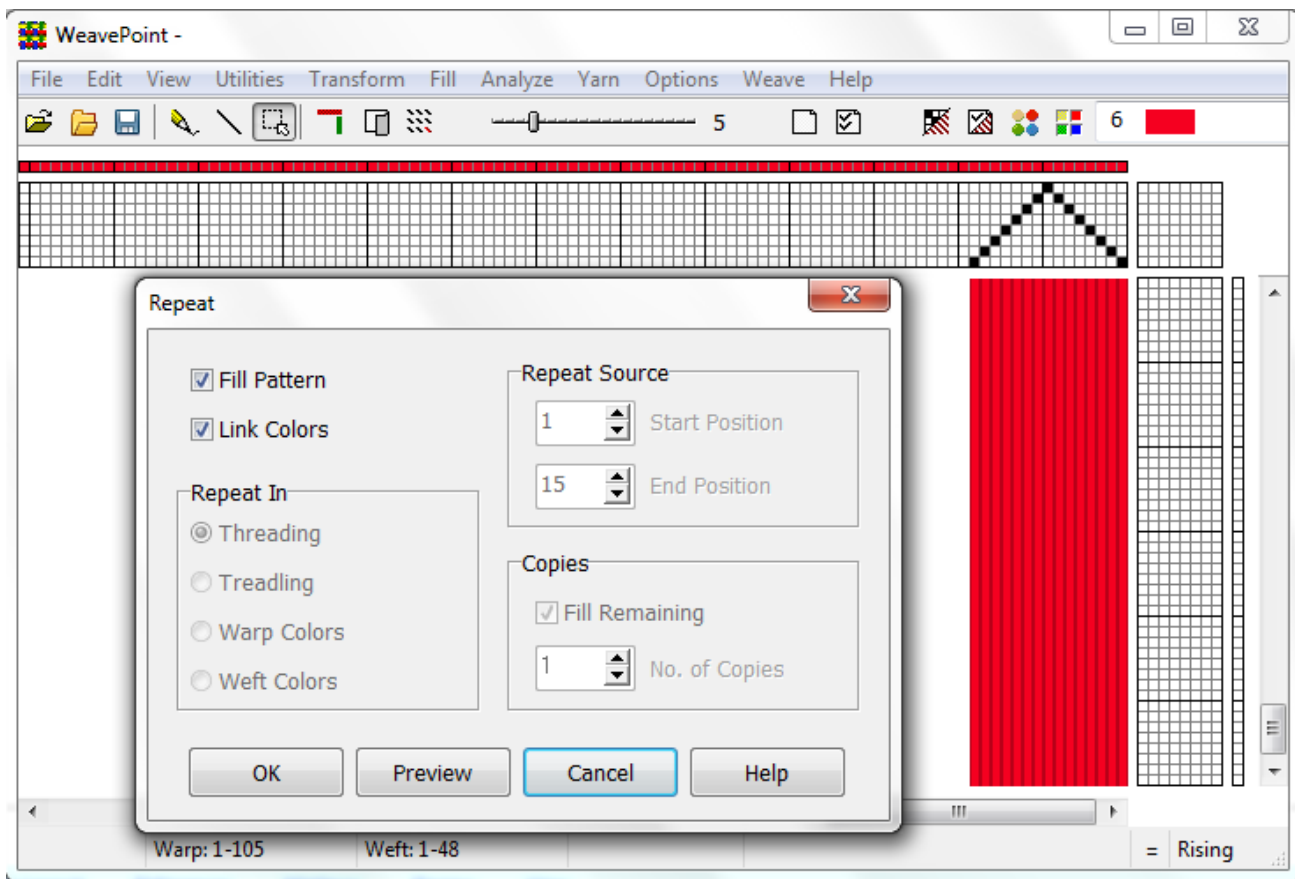 WeavePoint -
File Edit View Utilities Transform Fill Analyze Yarn Options Weave Help
5 6
Repeat
Fill Pattern
Link Colors
Repeat In
Threading
Treadling
Warp Colors
Weft Colors
Repeat Source
1 Start Position
15 End Position
Copies
Fill Remaining
1 No. of Copies
OK Preview Cancel Help
Warp: 1-105 Weft: 1-48 = Rising